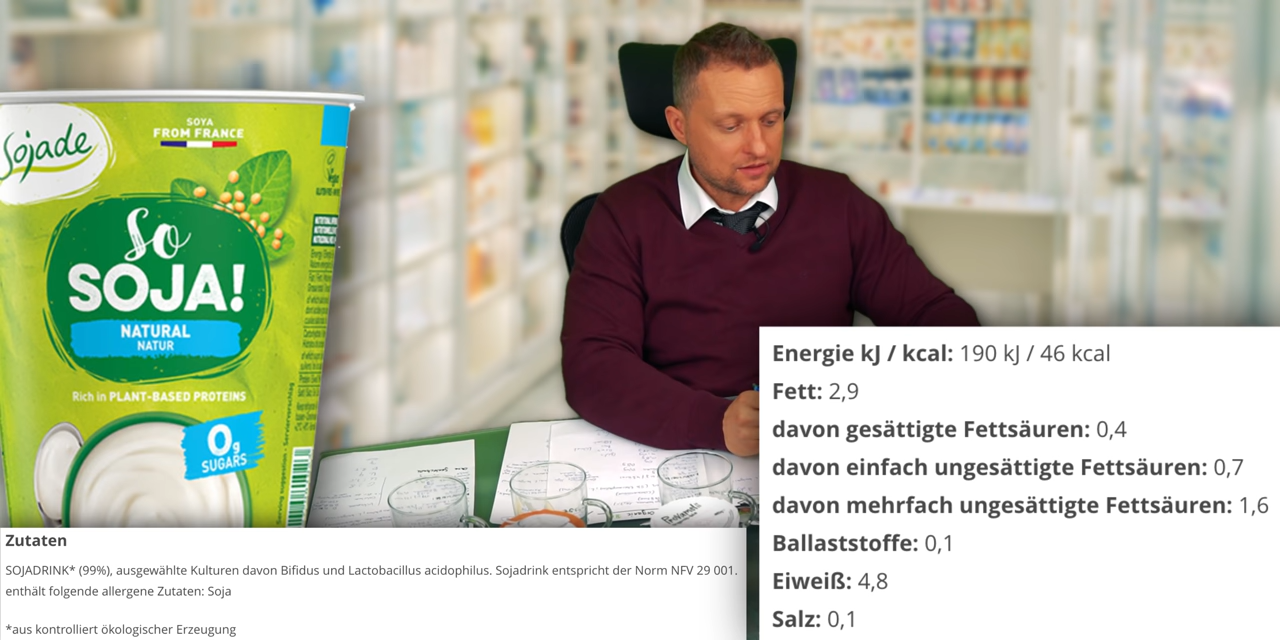 Sojade
SOYA
FROM FRANCE
So
SOJA!
NATURAL
NATUR
Rich in PLANT-BASED PROTEINS
0g
SUGARS
Energie kJ / kcal: 190 kJ / 46 kcal
Fett: 2,9
davon gesättigte Fettsäuren: 0,4
davon einfach ungesättigte Fettsäuren: 0,7
davon mehrfach ungesättigte Fettsäuren: 1,6
Ballaststoffe: 0,1
Eiweiß: 4,8
Salz: 0,1
Zutaten
SOJADRINK* (99%), ausgewählte Kulturen davon Bifidus und Lactobacillus acidophilus. Sojadrink entspricht der Norm NFV 29 001.
enthält folgende allergene Zutaten: Soja
*aus kontrolliert ökologischer Erzeugung